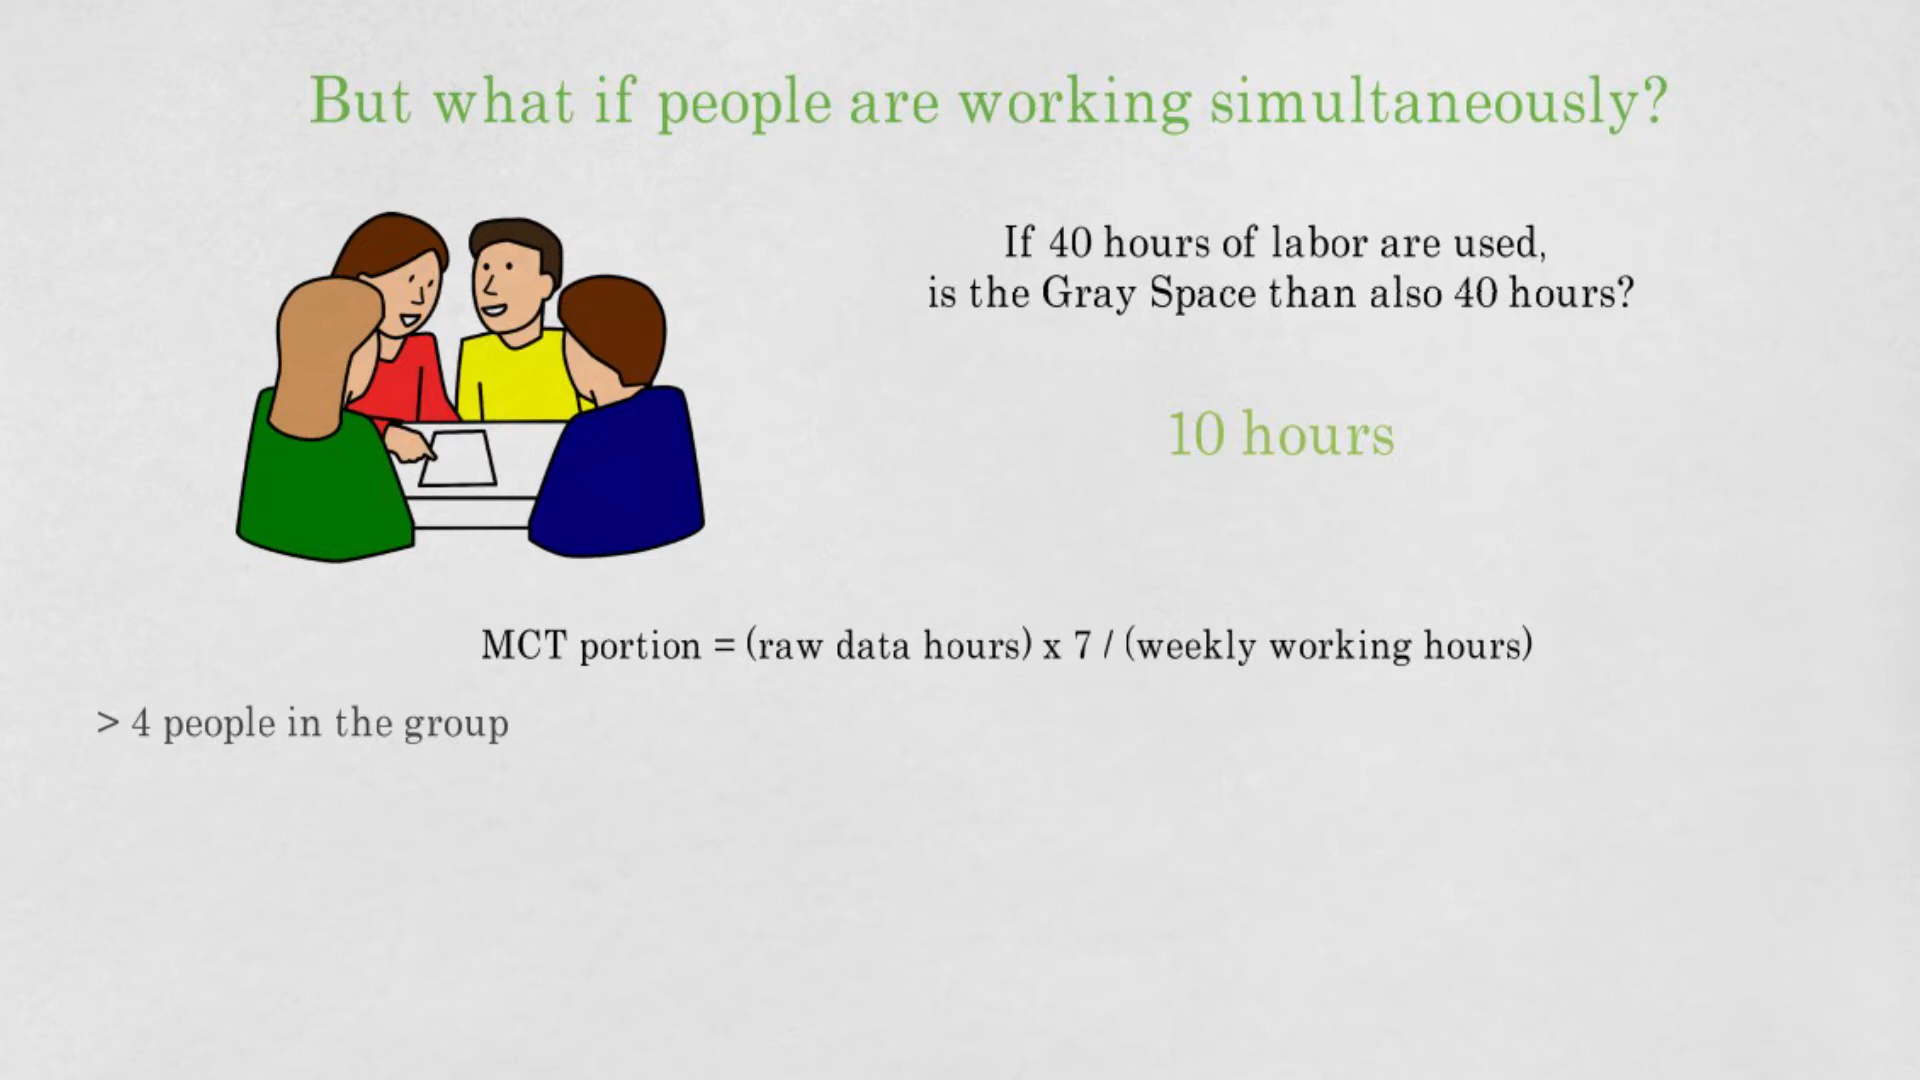 But what if people are working simultaneously?
If 40 hours of labor are used,
is the Gray Space than also 40 hours?
10 hours
MCT portion = (raw data hours) x 7 / (weekly working hours)
> 4 people in the group